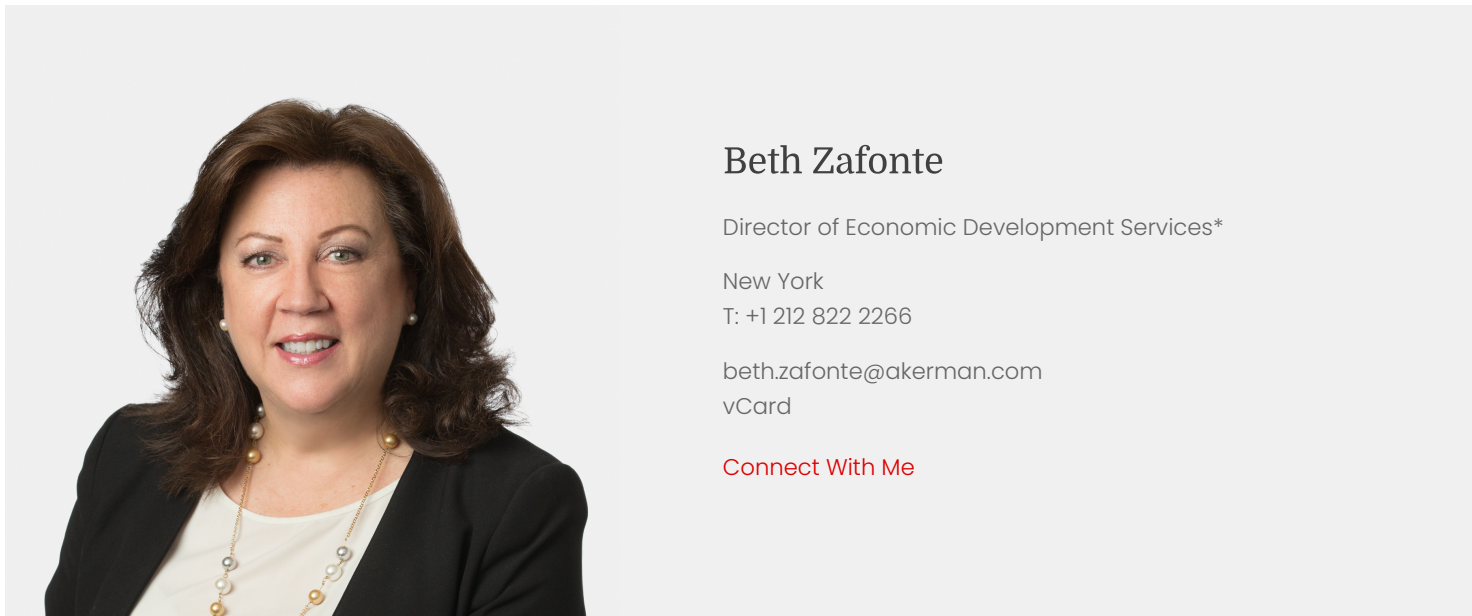 Beth Zafonte
Director of Economic Development Services*
New York
T: +1 212 822 2266
beth.zafonte@akerman.com
vCard
Connect With Me